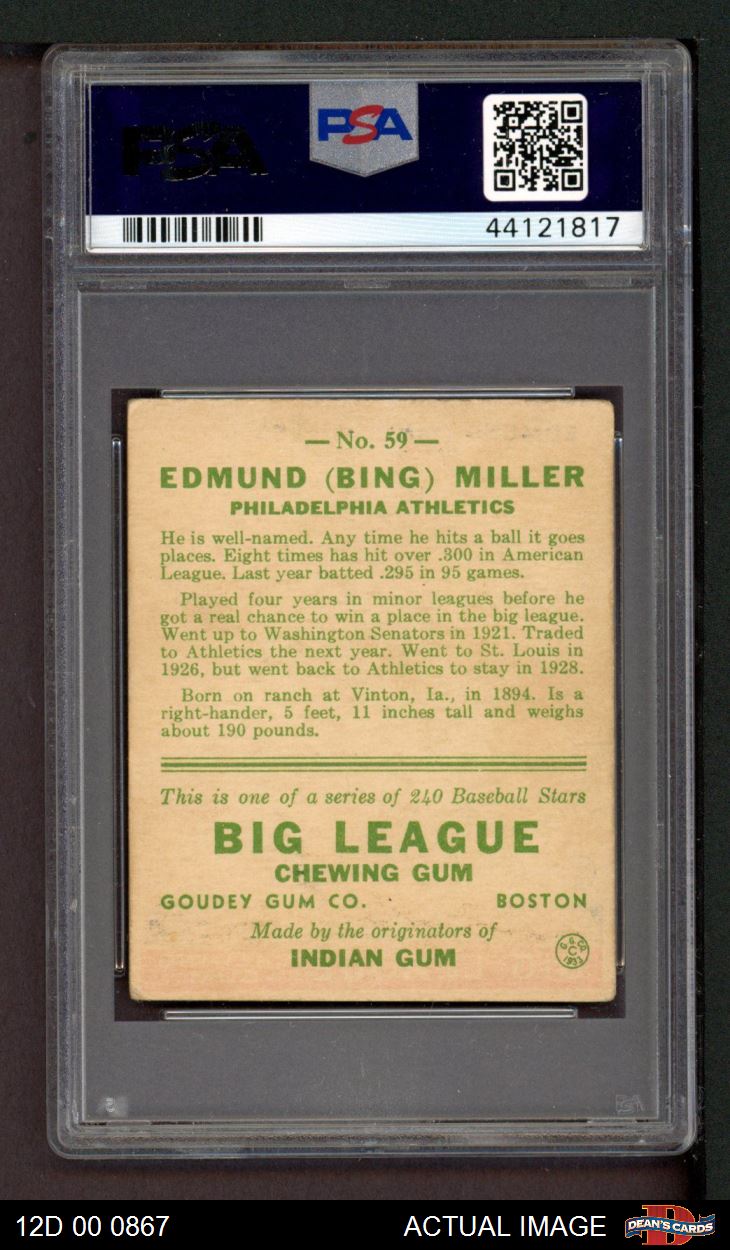 PSA
PSA
44121817
— No. 59 —
EDMUND (BING) MILLER
PHILADELPHIA ATHLETICS
He is well-named. Any time he hits a ball it goes
places. Eight times has hit over .300 in American
League. Last year batted .295 in 95 games.
Played four years in minor leagues before he
got a real chance to win a place in the big league.
Went up to Washington Senators in 1921. Traded
to Athletics the next year. Went to St. Louis in
1926, but went back to Athletics to stay in 1928.
Born on ranch at Vinton, Ia., in 1894. Is a
right-hander, 5 feet, 11 inches tall and weighs
about 190 pounds.
This is one of a series of 240 Baseball Stars
BIG LEAGUE
CHEWING GUM
GOUDEY GUM CO. BOSTON
Made by the originators of
INDIAN GUM
G. G. CO.
C
1933
PSA
12D 00 0867 ACTUAL IMAGE DEAN'S CARDS